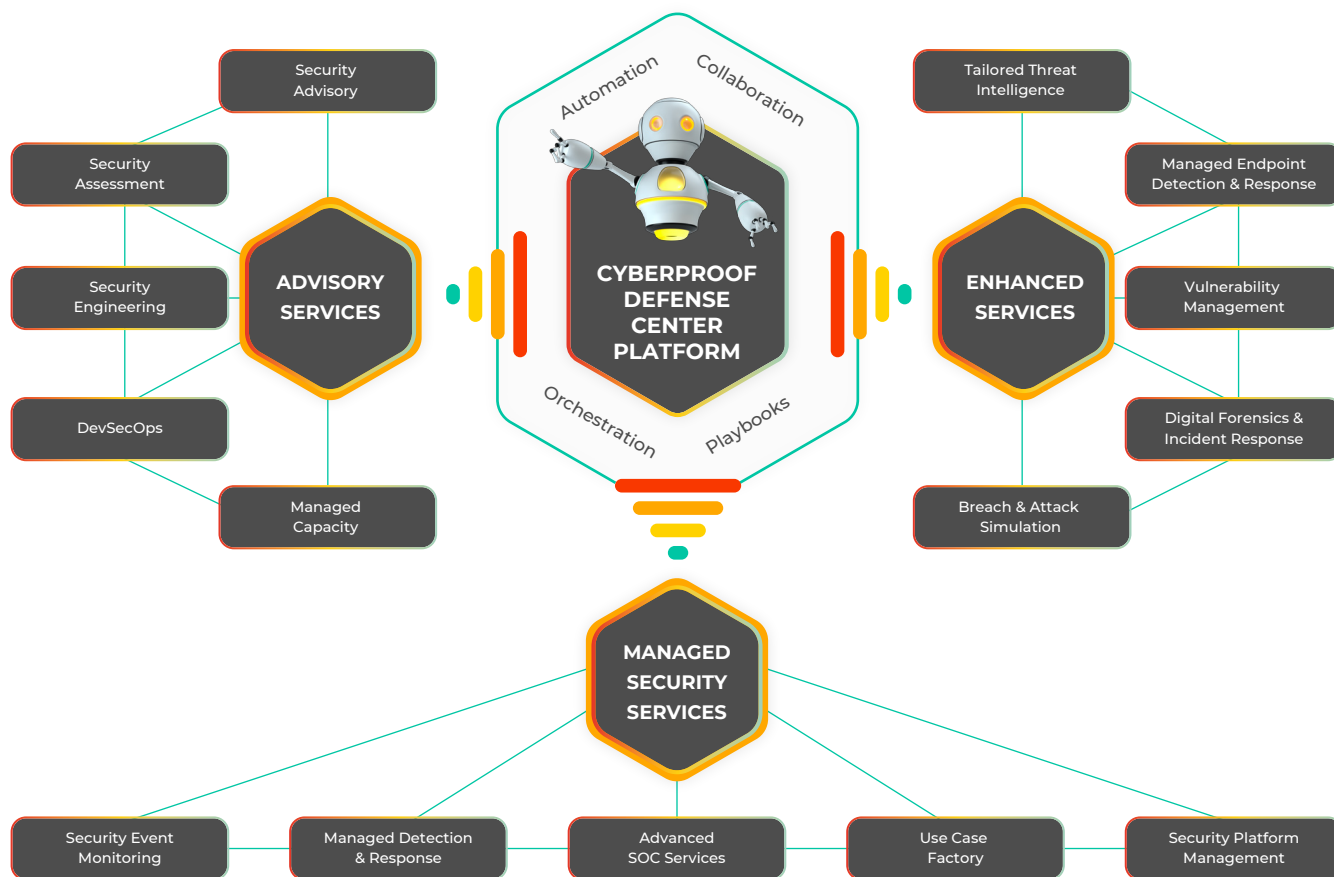 Security
Advisory
Security
Assessment
Security
Engineering
DevSecOps
Managed
Capacity
ADVISORY
SERVICES
Automation
Collaboration
CYBERPROOF
DEFENSE
CENTER
PLATFORM
Orchestration
Playbooks
ENHANCED
SERVICES
Tailored Threat
Intelligence
Managed Endpoint
Detection & Response
Vulnerability
Management
Digital Forensics &
Incident Response
Breach & Attack
Simulation
MANAGED
SECURITY
SERVICES
Security Event
Monitoring
Managed Detection
& Response
Advanced
SOC Services
Use Case
Factory
Security Platform
Management